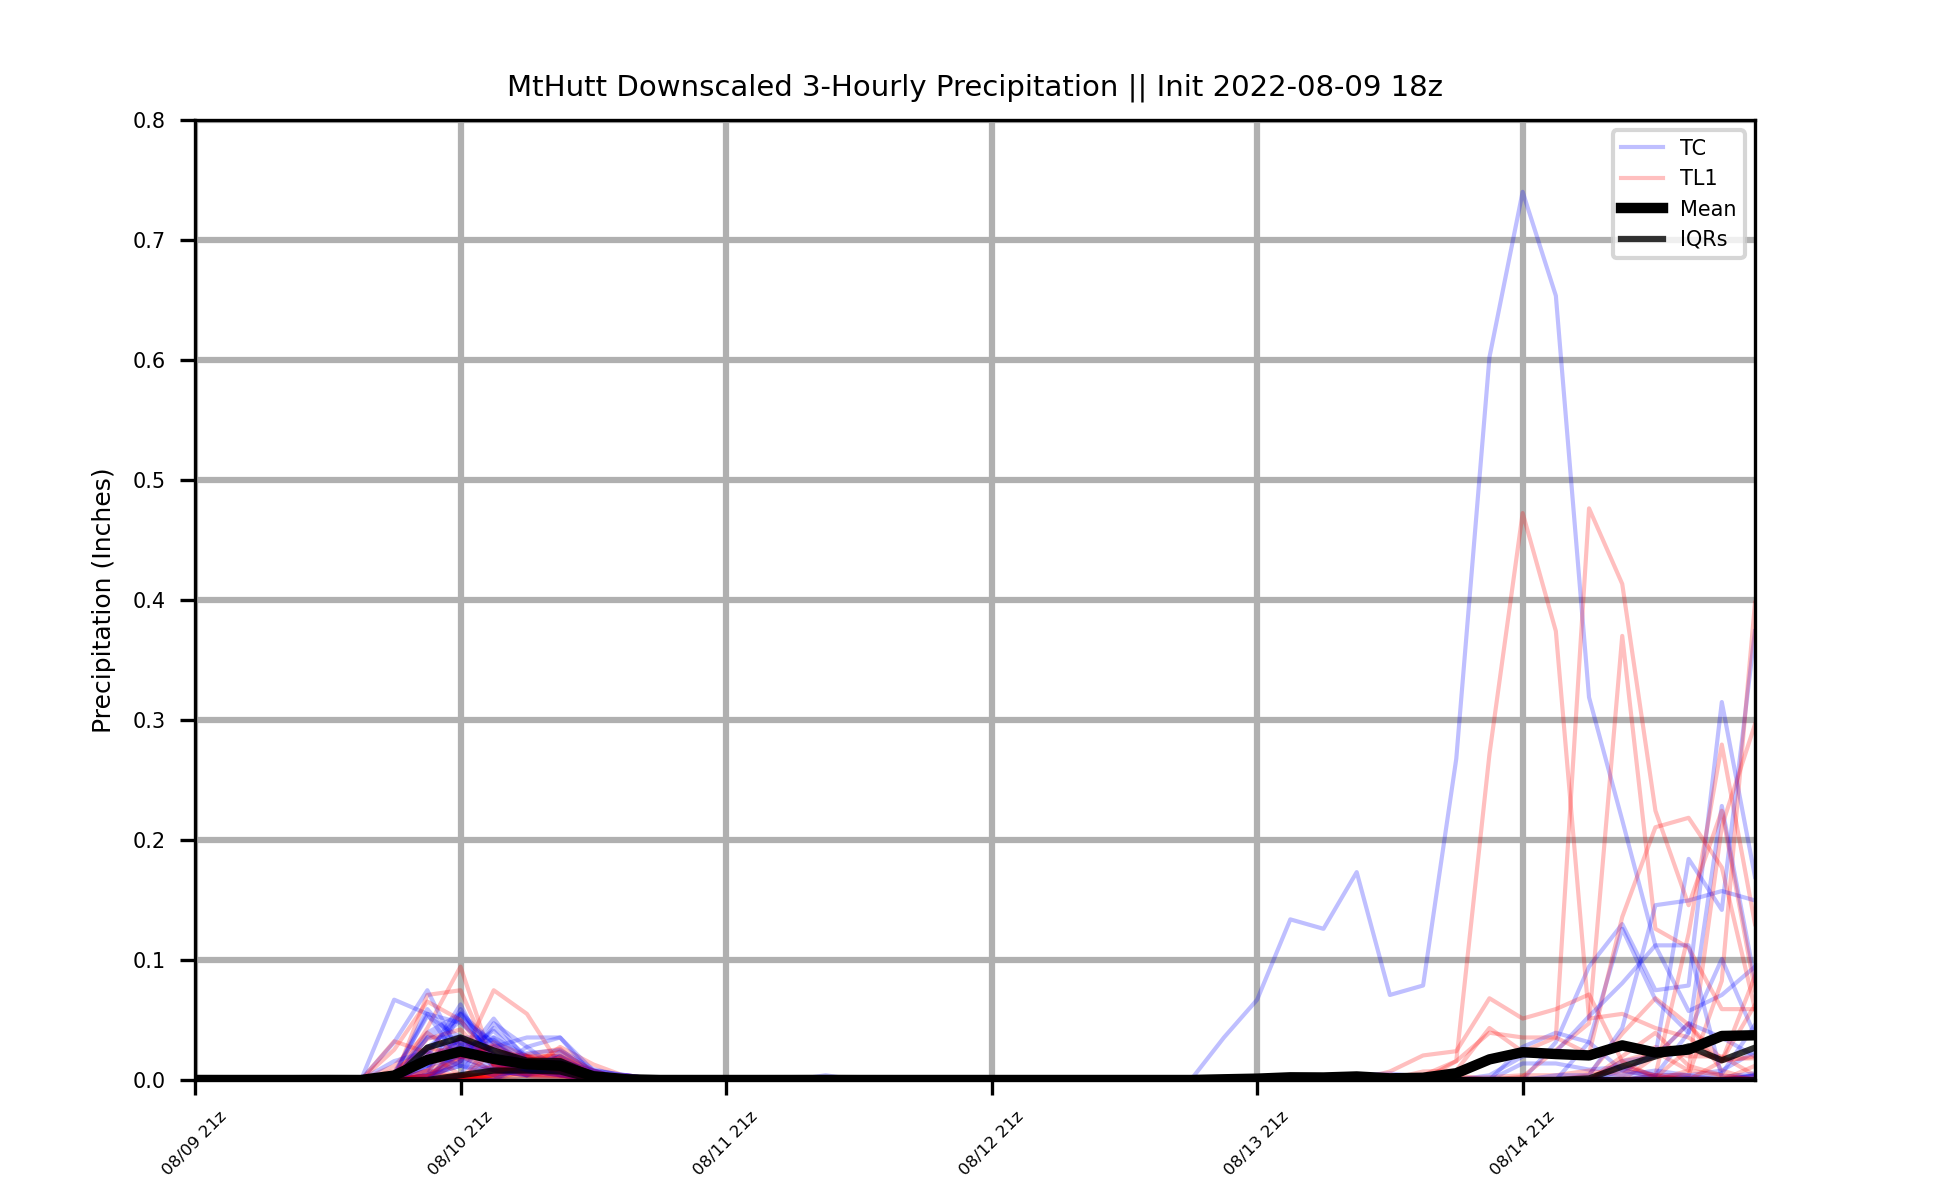 MtHutt Downscaled 3-Hourly Precipitation || Init 2022-08-09 18z
0.8
0.7
0.6
0.5
0.4
0.3
0.2
0.1
0.0
Precipitation (Inches)
TC
TL1
Mean
IQRs
08/09 21z
08/10 21z
08/11 21z
08/12 21z
08/13 21z
08/14 21z